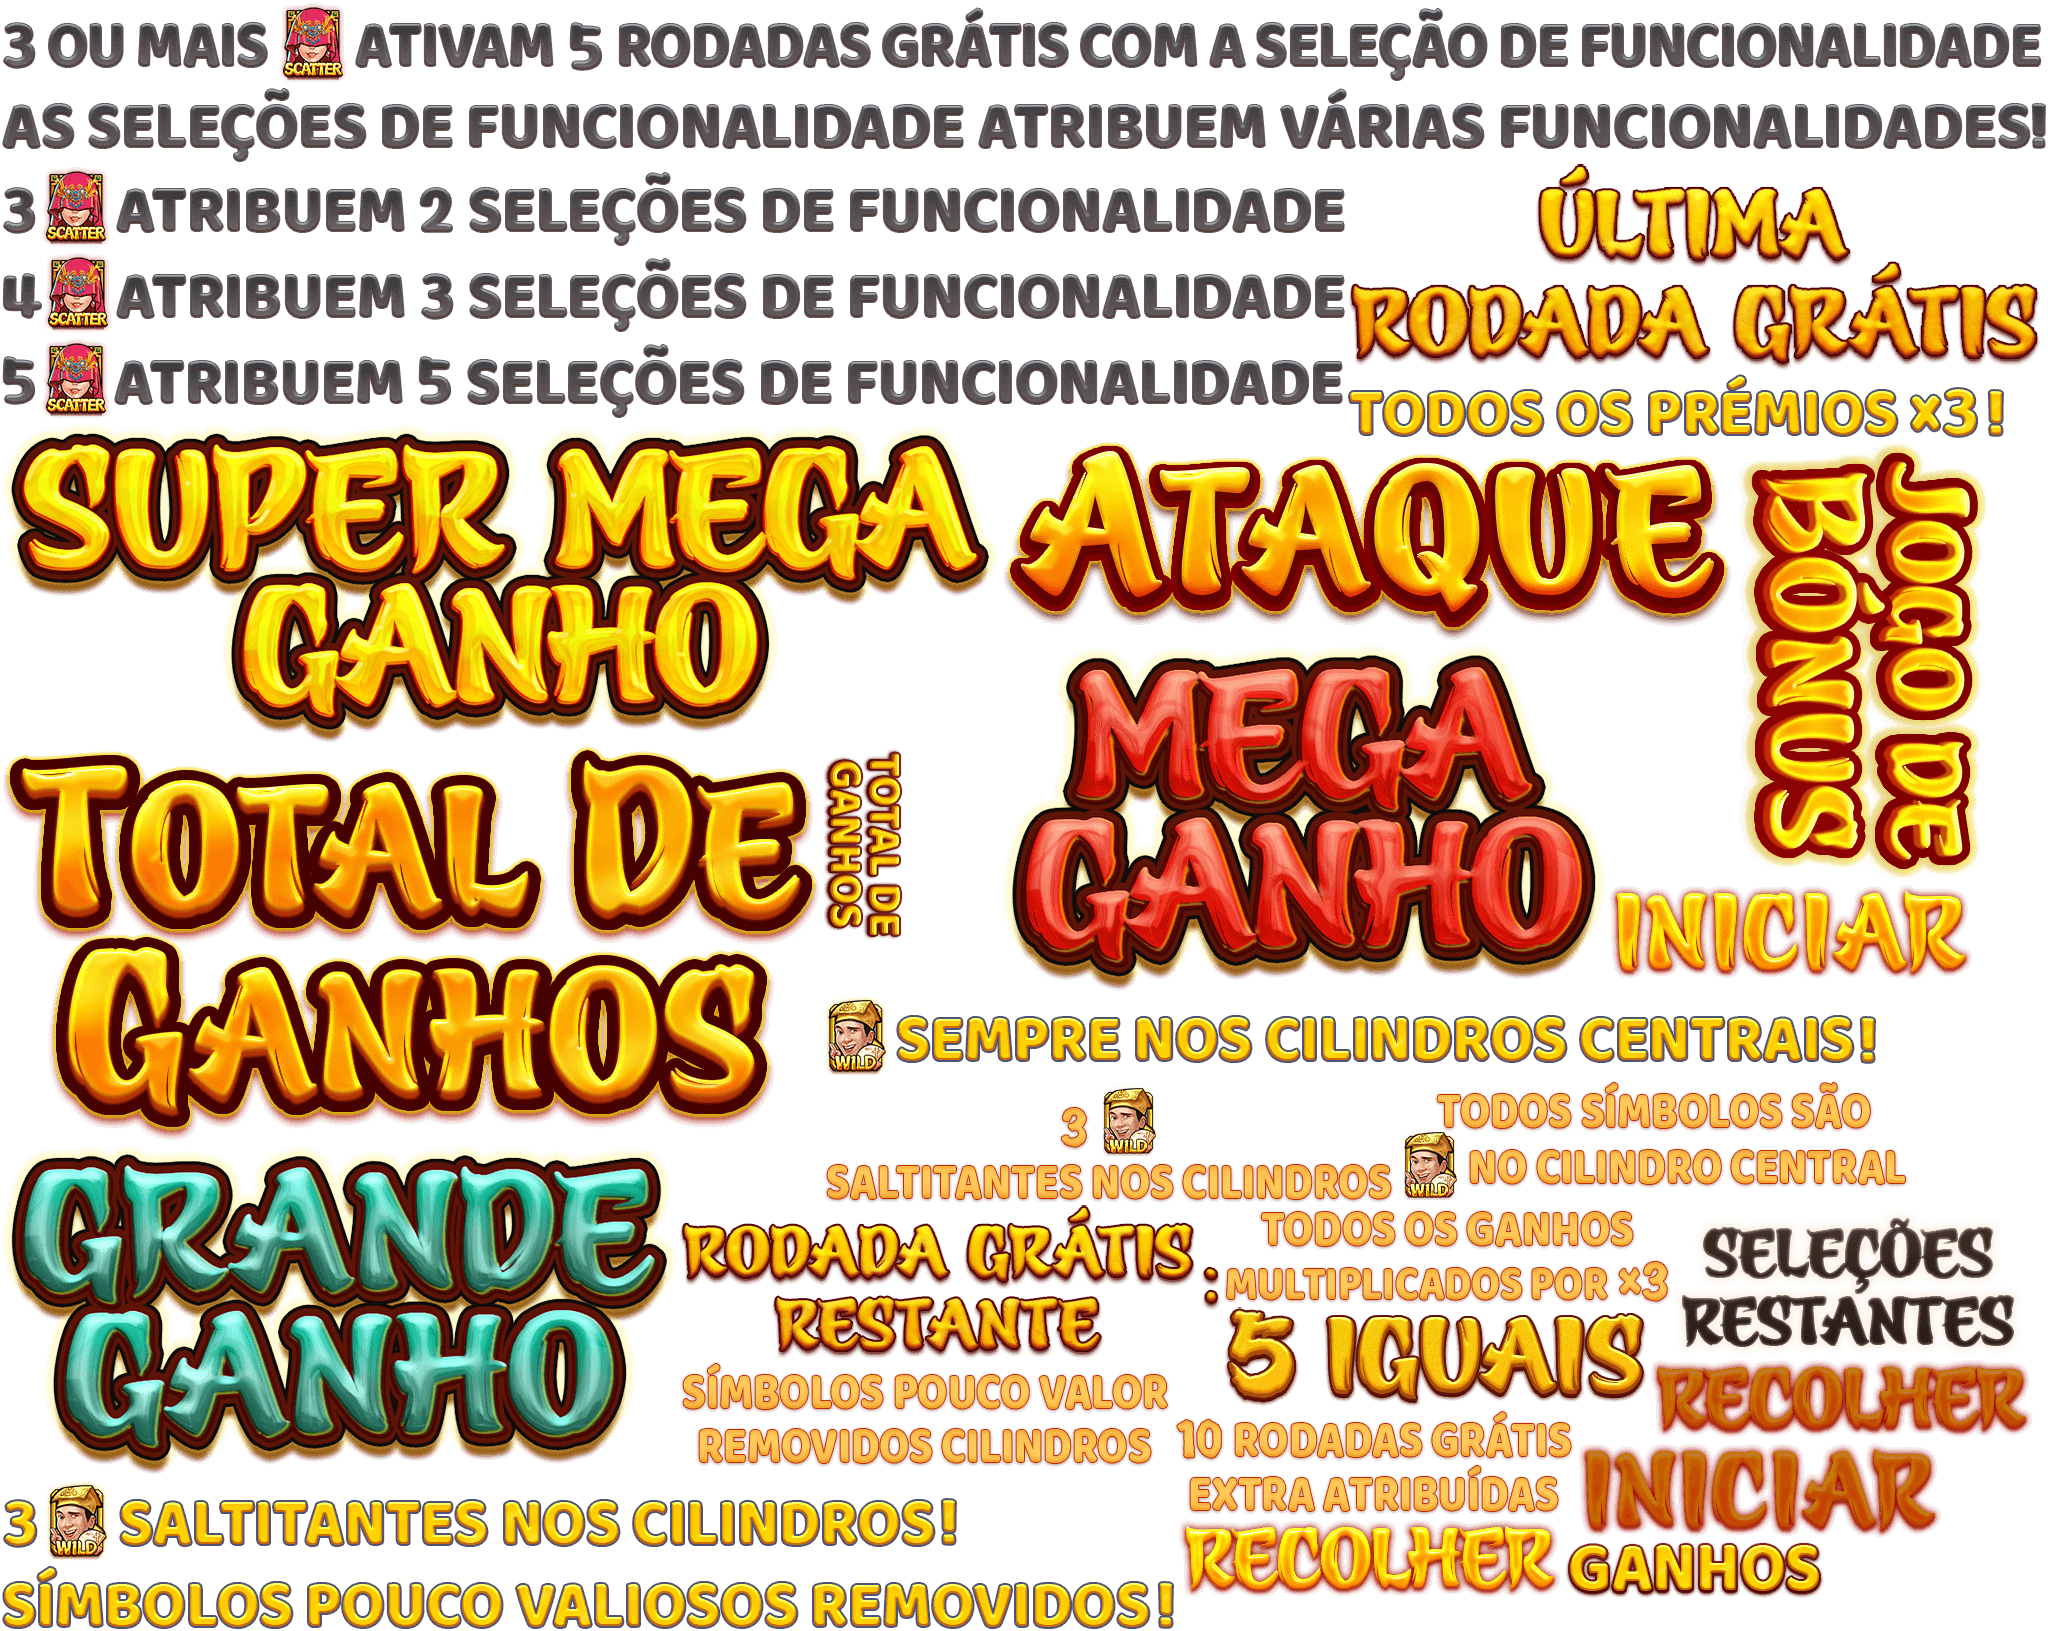 3 OU MAIS SCATTER ATIVAM 5 RODADAS GRÁTIS COM A SELEÇÃO DE FUNCIONALIDADE
AS SELEÇÕES DE FUNCIONALIDADE ATRIBUEM VÁRIAS FUNCIONALIDADES!
3 SCATTER ATRIBUEM 2 SELEÇÕES DE FUNCIONALIDADE
4 SCATTER ATRIBUEM 3 SELEÇÕES DE FUNCIONALIDADE
5 SCATTER ATRIBUEM 5 SELEÇÕES DE FUNCIONALIDADE
ÚLTIMA
RODADA GRÁTIS
TODOS OS PRÉMIOS ×3!
SUPER MEGA
GANHO
ATAQUE
JOGO DE
BÓNUS
MEGA
GANHO
TOTAL DE
GANHOS
TOTAL DE
GANHOS
INICIAR
WILD SEMPRE NOS CILINDROS CENTRAIS!
3 WILD
SALTITANTES NOS CILINDROS
TODOS SÍMBOLOS SÃO
WILD NO CILINDRO CENTRAL
GRANDE
GANHO
RODADA GRÁTIS
RESTANTE
:
TODOS OS GANHOS
MULTIPLICADOS POR ×3
5 IGUAIS
SELEÇÕES
RESTANTES
RECOLHER
SÍMBOLOS POUCO VALOR
REMOVIDOS CILINDROS
10 RODADAS GRÁTIS
EXTRA ATRIBUÍDAS
INICIAR
3 WILD SALTITANTES NOS CILINDROS!
RECOLHER
GANHOS
SÍMBOLOS POUCO VALIOSOS REMOVIDOS!